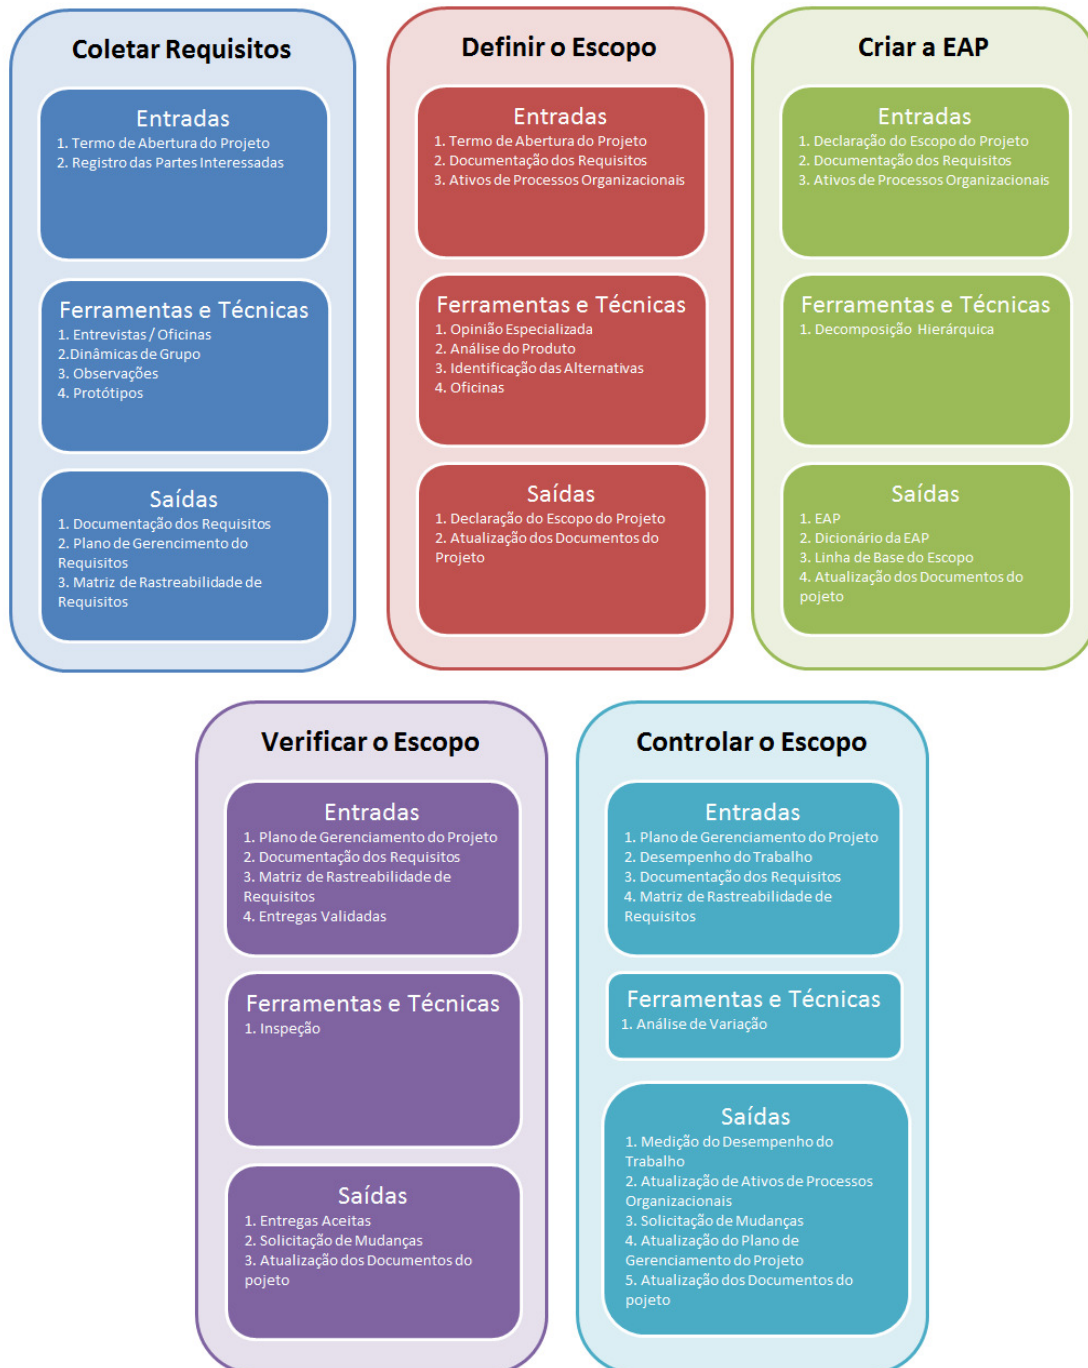 Coletar Requisitos
Entradas
1. Termo de Abertura do Projeto
2. Registro das Partes Interessadas
Ferramentas e Técnicas
1. Entrevistas / Oficinas
2.Dinâmicas de Grupo
3. Observações
4. Protótipos
Saídas
1. Documentação dos Requisitos
2. Plano de Gerencimento do
Requisitos
3. Matriz de Rastreabilidade de
Requisitos
Definir o Escopo
Entradas
1. Termo de Abertura do Projeto
2. Documentação dos Requisitos
3. Ativos de Processos Organizacionais
Ferramentas e Técnicas
1. Opinião Especializada
2. Análise do Produto
3. Identificação das Alternativas
4. Oficinas
Saídas
1. Declaração do Escopo do Projeto
2. Atualização dos Documentos do
Projeto
Criar a EAP
Entradas
1. Declaração do Escopo do Projeto
2. Documentação dos Requisitos
3. Ativos de Processos Organizacionais
Ferramentas e Técnicas
1. Decomposição Hierárquica
Saídas
1. EAP
2. Dicionário da EAP
3. Linha de Base do Escopo
4. Atualização dos Documentos do
pojeto
Verificar o Escopo
Entradas
1. Plano de Gerenciamento do Projeto
2. Documentação dos Requisitos
3. Matriz de Rastreabilidade de
Requisitos
4. Entregas Validadas
Ferramentas e Técnicas
1. Inspeção
Saídas
1. Entregas Aceitas
2. Solicitação de Mudanças
3. Atualização dos Documentos do
pojeto
Controlar o Escopo
Entradas
1. Plano de Gerenciamento do Projeto
2. Desempenho do Trabalho
3. Documentação dos Requisitos
4. Matriz de Rastreabilidade de
Requisitos
Ferramentas e Técnicas
1. Análise de Variação
Saídas
1. Medição do Desempenho do
Trabalho
2. Atualização de Ativos de Processos
Organizacionais
3. Solicitação de Mudanças
4. Atualização do Plano de
Gerenciamento do Projeto
5. Atualização dos Documentos do
pojeto